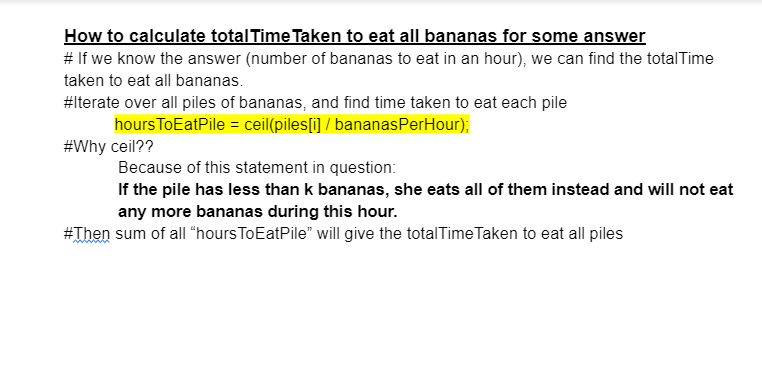 How to calculate totalTimeTaken to eat all bananas for some answer
# If we know the answer (number of bananas to eat in an hour), we can find the totalTime
taken to eat all bananas.
#Iterate over all piles of bananas, and find time taken to eat each pile
hoursToEatPile = ceil(piles[i] / bananasPerHour);
#Why ceil??
Because of this statement in question:
If the pile has less than k bananas, she eats all of them instead and will not eat
any more bananas during this hour.
#Then sum of all “hoursToEatPile” will give the totalTimeTaken to eat all piles